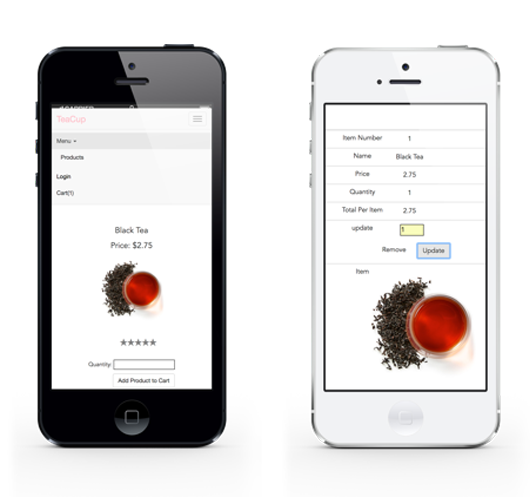 TeaCup
Menu
Products
Login
Cart(1)
Black Tea
Price: $2.75
Quantity:
Add Product to Cart
Item Number 1
Name Black Tea
Price 2.75
Quantity 1
Total Per Item 2.75
update 1
Remove Update
Item